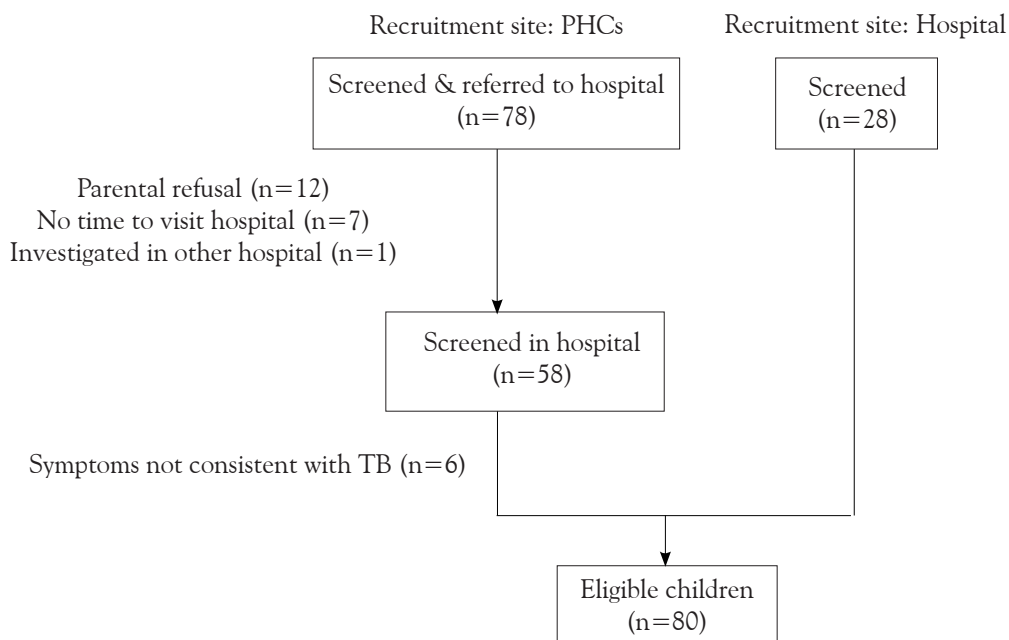 Recruitment site: PHCs
Recruitment site: Hospital
Screened & referred to hospital
(n=78)
Screened
(n=28)
Parental refusal (n=12)
No time to visit hospital (n=7)
Investigated in other hospital (n=1)
Screened in hospital
(n=58)
Symptoms not consistent with TB (n=6)
Eligible children
(n=80)